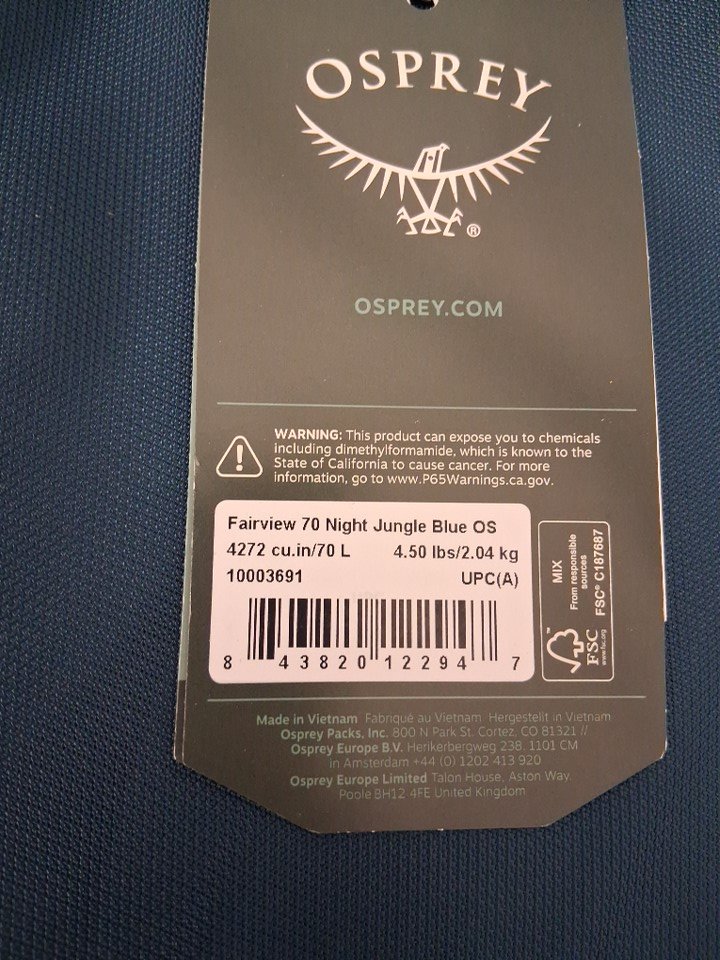 OSPREY
®
OSPREY.COM
WARNING: This product can expose you to chemicals
including dimethylformamide, which is known to the
State of California to cause cancer. For more
information, go to www.P65Warnings.ca.gov.
Fairview 70 Night Jungle Blue OS
4272 cu.in/70 L 4.50 lbs/2.04 kg
10003691 UPC(A)
8 43820 12294 7
MIX
From responsible
sources
FSC® C187687
FSC
www.fsc.org
Made in Vietnam Fabriqué au Vietnam Hergestellt in Vietnam
Osprey Packs, Inc. 800 N Park St. Cortez, CO 81321 //
Osprey Europe B.V. Herikerbergweg 238. 1101 CM
in Amsterdam +44 (0) 1202 413 920
Osprey Europe Limited Talon House, Aston Way.
Poole BH12 4FE United Kingdom